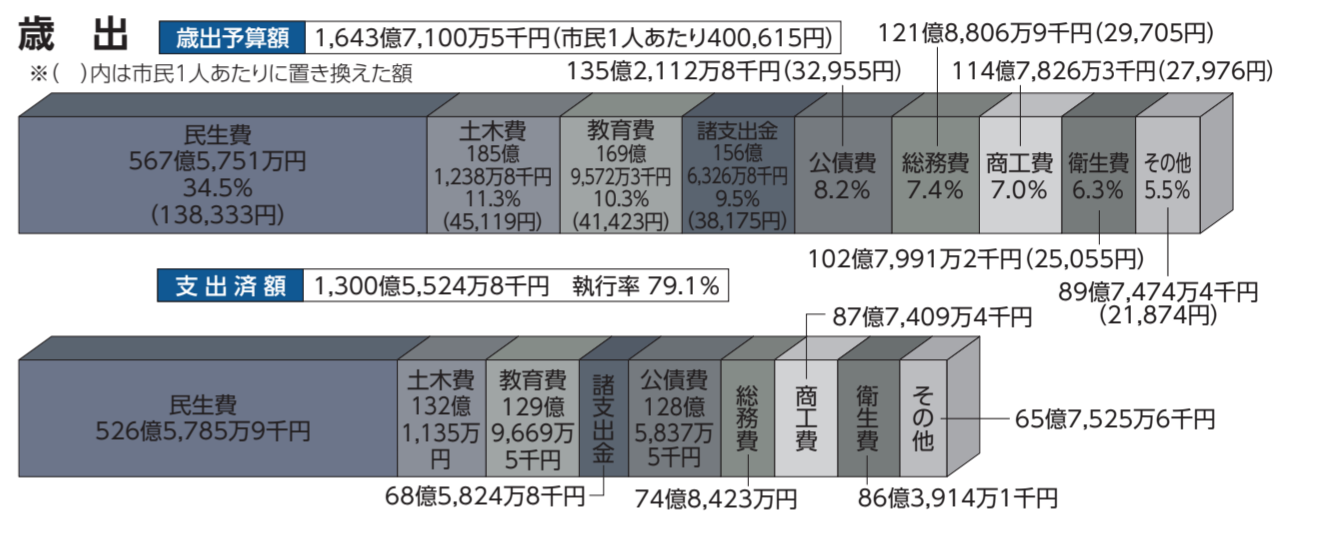 歳 出
歳出予算額 1,643億7,100万5千円(市民1人あたり400,615円)
※( )内は市民1人あたりに置き換えた額
121億8,806万9千円(29,705円)
135億2,112万8千円(32,955円)
114億7,826万3千円(27,976円)
民生費
567億5,751万円
34.5%
(138,333円)
土木費
185億
1,238万8千円
11.3%
(45,119円)
教育費
169億
9,572万3千円
10.3%
(41,423円)
諸支出金
156億
6,326万8千円
9.5%
(38,175円)
公債費
8.2%
総務費
7.4%
商工費
7.0%
衛生費
6.3%
その他
5.5%
102億7,991万2千円(25,055円)
89億7,474万4千円
(21,874円)
支出済額 1,300億5,524万8千円 執行率 79.1%
87億7,409万4千円
民生費
526億5,785万9千円
土木費
132億
1,135万
円
教育費
129億
9,669万
5千円
諸支出金
公債費
128億
5,837万
5千円
総務費
商工費
衛生費
その他
65億7,525万6千円
68億5,824万8千円
74億8,423万円
86億3,914万1千円